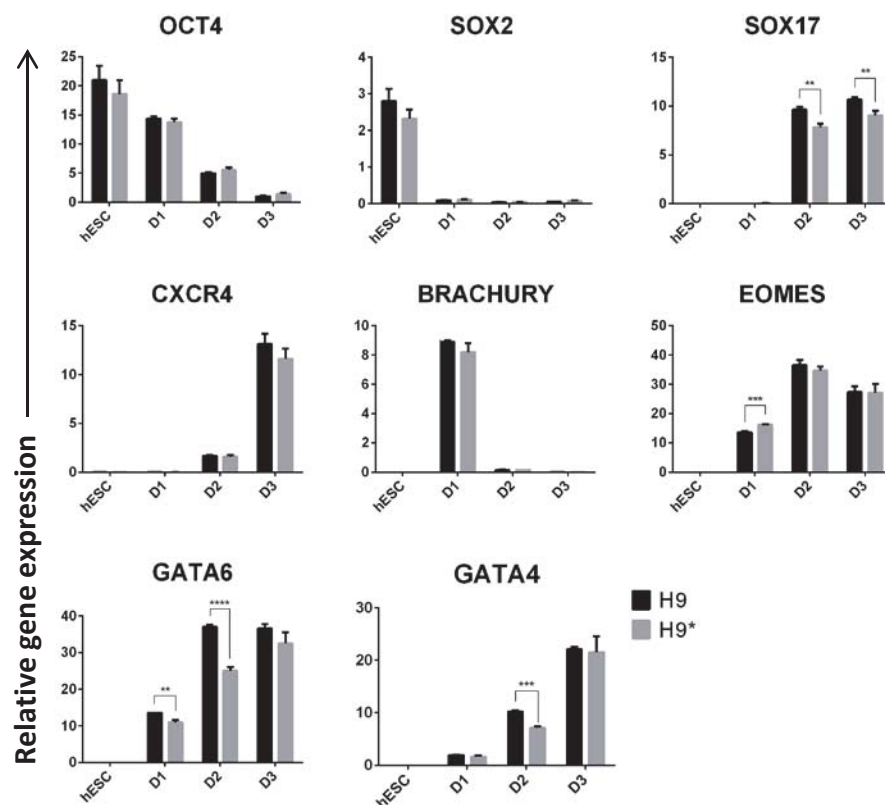 Relative gene expression
OCT4
25
20
15
10
5
0
hESC D1 D2 D3
SOX2
4
3
2
1
0
hESC D1 D2 D3
SOX17
15
10
5
0
** **
hESC D1 D2 D3
CXCR4
15
10
5
0
hESC D1 D2 D3
BRACHURY
10
8
6
4
2
0
hESC D1 D2 D3
EOMES
50
40
30
20
10
0
***
hESC D1 D2 D3
GATA6
40
30
20
10
0
** ****
hESC D1 D2 D3
GATA4
30
20
10
0
***
hESC D1 D2 D3
H9
H9*